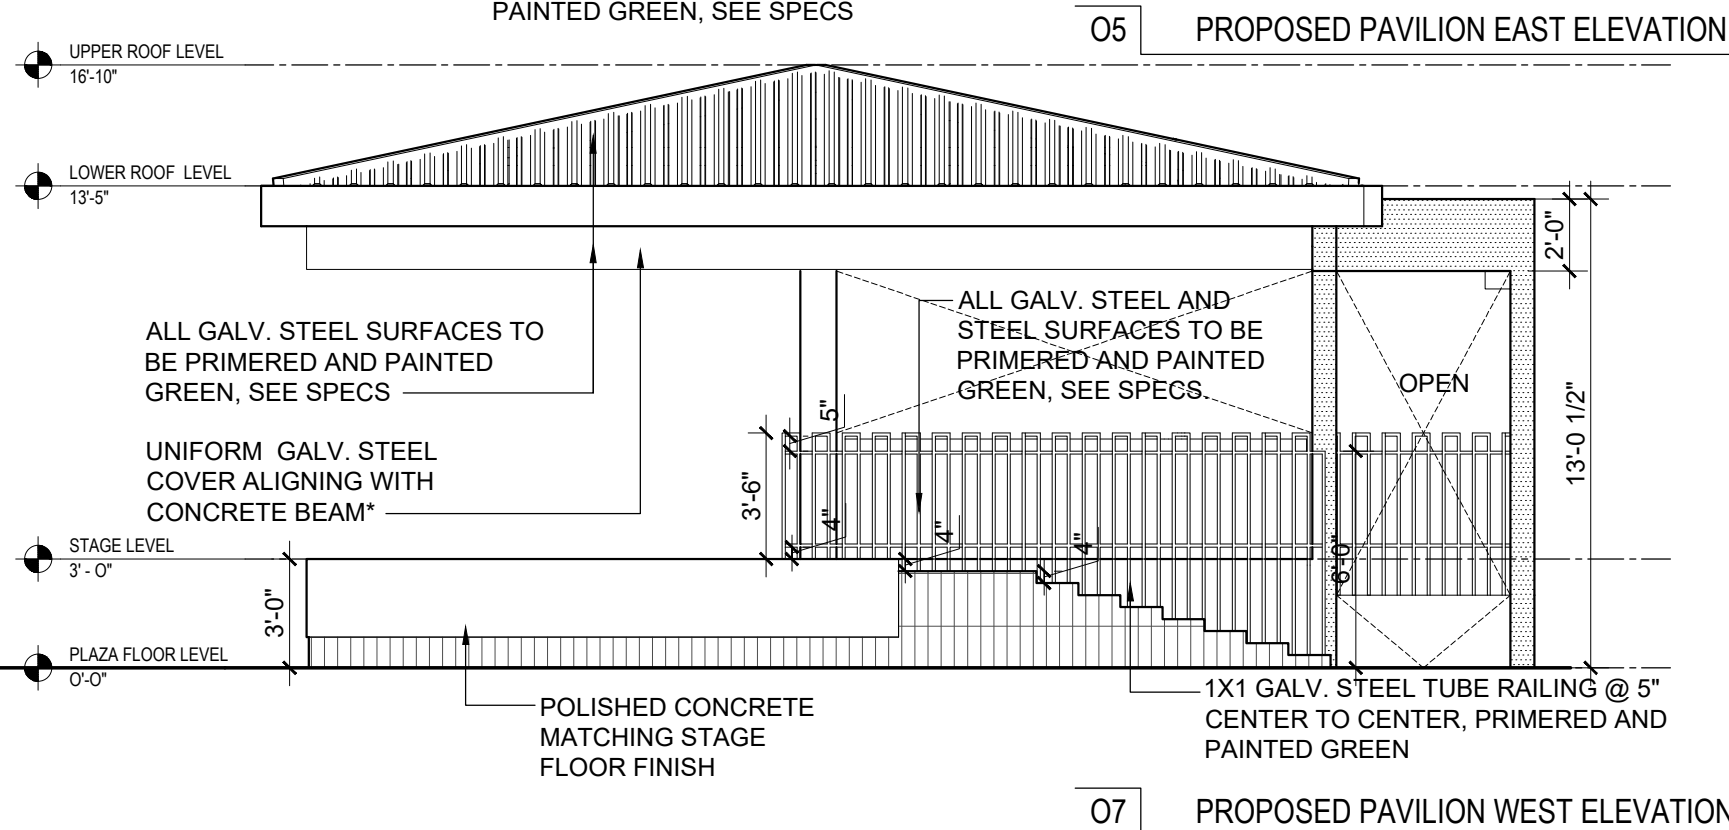 PAINTED GREEN, SEE SPECS
O5 PROPOSED PAVILION EAST ELEVATION
UPPER ROOF LEVEL
16'-10"
LOWER ROOF LEVEL
13'-5"
2'-0"
ALL GALV. STEEL SURFACES TO
BE PRIMERED AND PAINTED
GREEN, SEE SPECS
ALL GALV. STEEL AND
STEEL SURFACES TO BE
PRIMERED AND PAINTED
GREEN, SEE SPECS.
OPEN
13'-0 1/2"
5"
UNIFORM GALV. STEEL
COVER ALIGNING WITH
CONCRETE BEAM*
3'-6"
4"
4"
4"
6'-0"
STAGE LEVEL
3' - O"
3'-0"
PLAZA FLOOR LEVEL
O'-O"
POLISHED CONCRETE
MATCHING STAGE
FLOOR FINISH
1X1 GALV. STEEL TUBE RAILING @ 5"
CENTER TO CENTER, PRIMERED AND
PAINTED GREEN
O7 PROPOSED PAVILION WEST ELEVATION